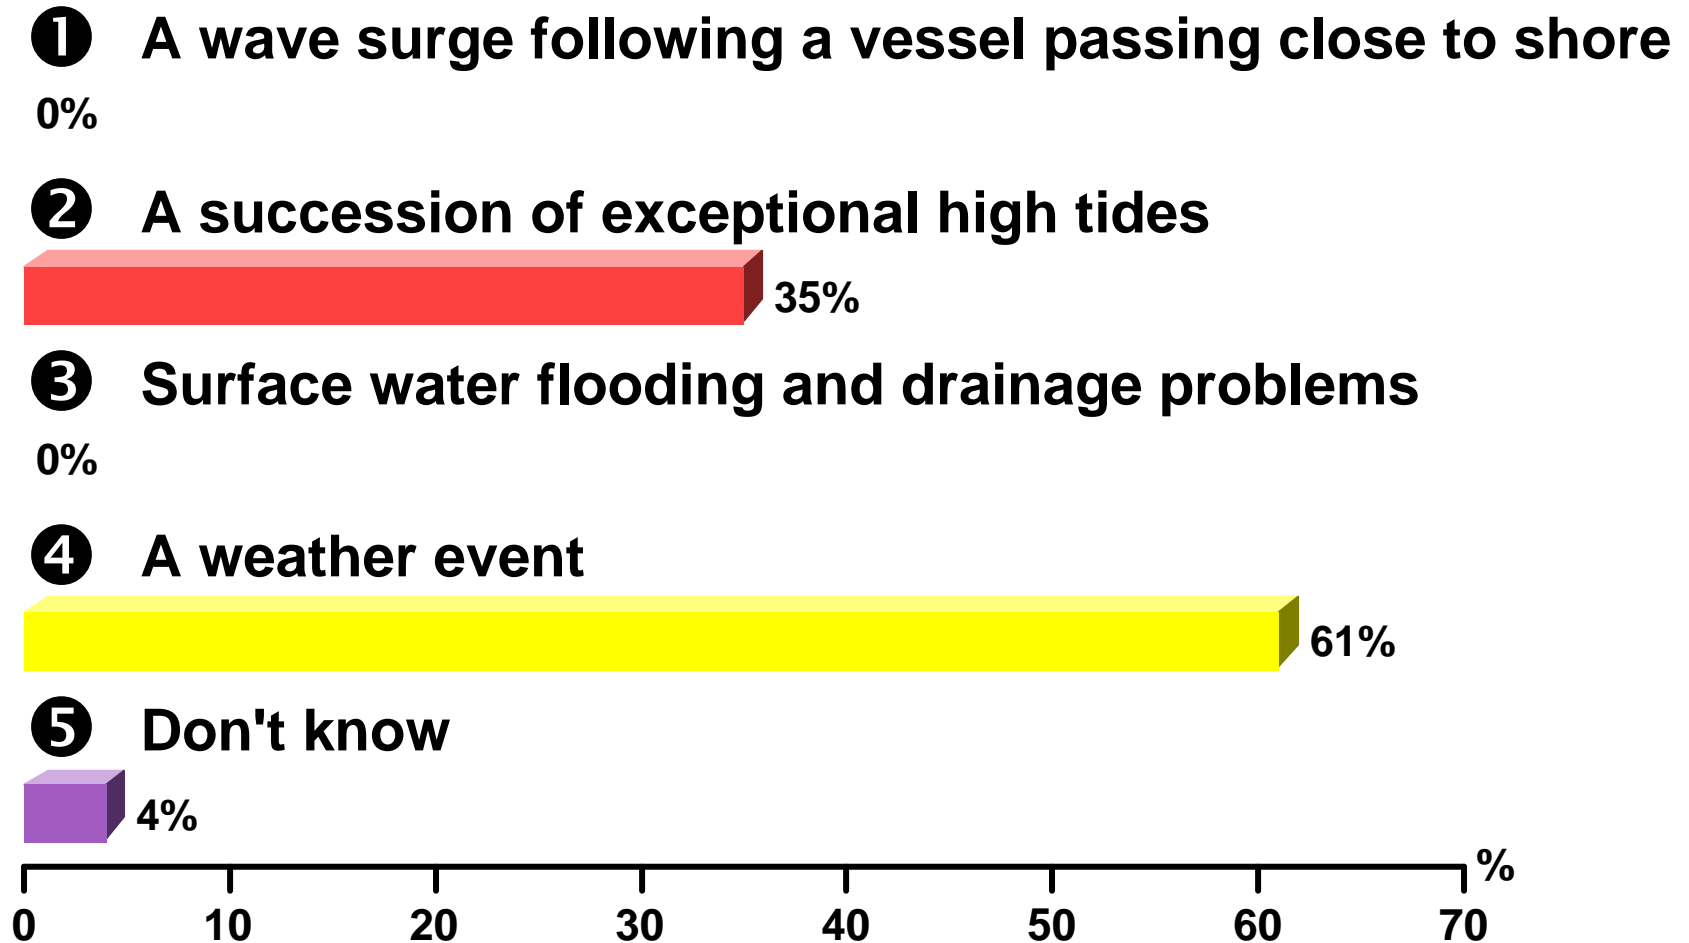 ❶ A wave surge following a vessel passing close to shore
0%
❷ A succession of exceptional high tides
35%
❸ Surface water flooding and drainage problems
0%
❹ A weather event
61%
❺ Don't know
4%
%
0 10 20 30 40 50 60 70